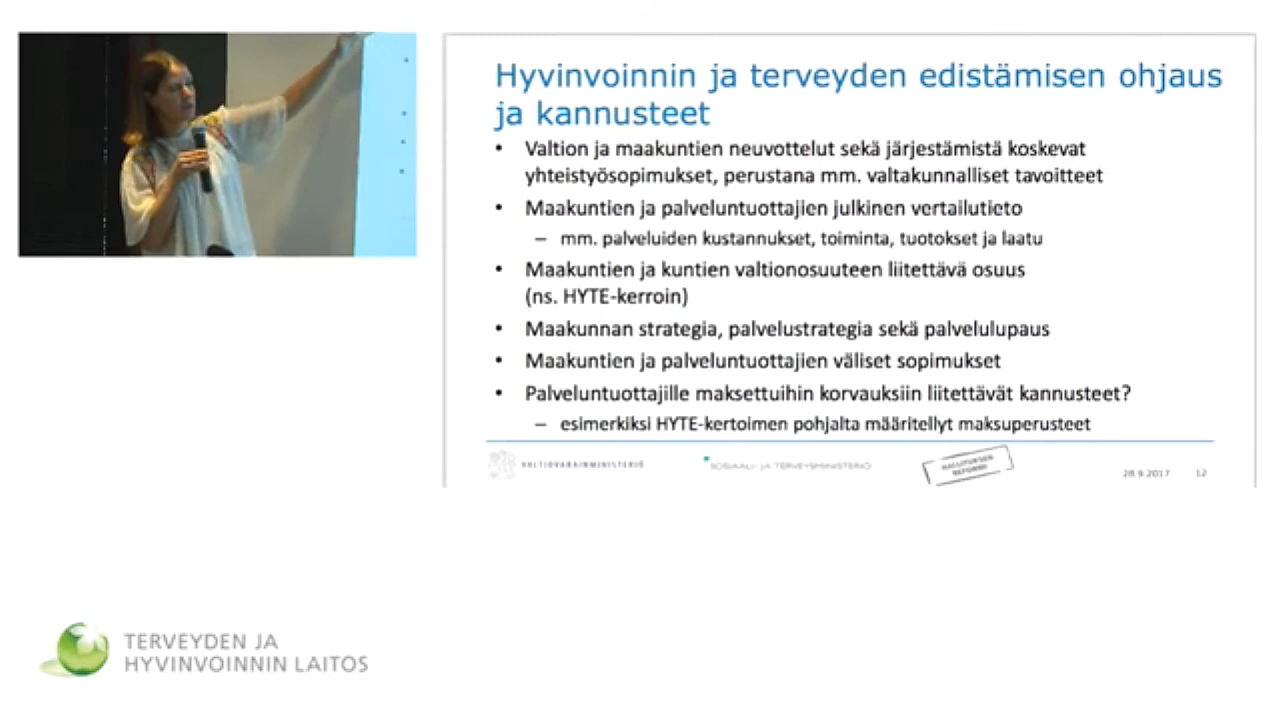 Hyvinvoinnin ja terveyden edistämisen ohjaus
ja kannusteet
• Valtion ja maakuntien neuvottelut sekä järjestämistä koskevat
yhteistyösopimukset, perustana mm. valtakunnalliset tavoitteet
• Maakuntien ja palveluntuottajien julkinen vertailutieto
– mm. palveluiden kustannukset, toiminta, tuotokset ja laatu
• Maakuntien ja kuntien valtionosuuteen liitettävä osuus
(ns. HYTE-kerroin)
• Maakunnan strategia, palvelustrategia sekä palvelulupaus
• Maakuntien ja palveluntuottajien väliset sopimukset
• Palveluntuottajille maksettuihin korvauksiin liitettävät kannusteet?
– esimerkiksi HYTE-kertoimen pohjalta määritellyt maksuperusteet
VALTIOVARAINMINISTERIÖ
SOSIAALI- JA TERVEYSMINISTERIÖ
HALLITUKSEN
REFORMI
28.9.2017 12
TERVEYDEN JA
HYVINVOINNIN LAITOS